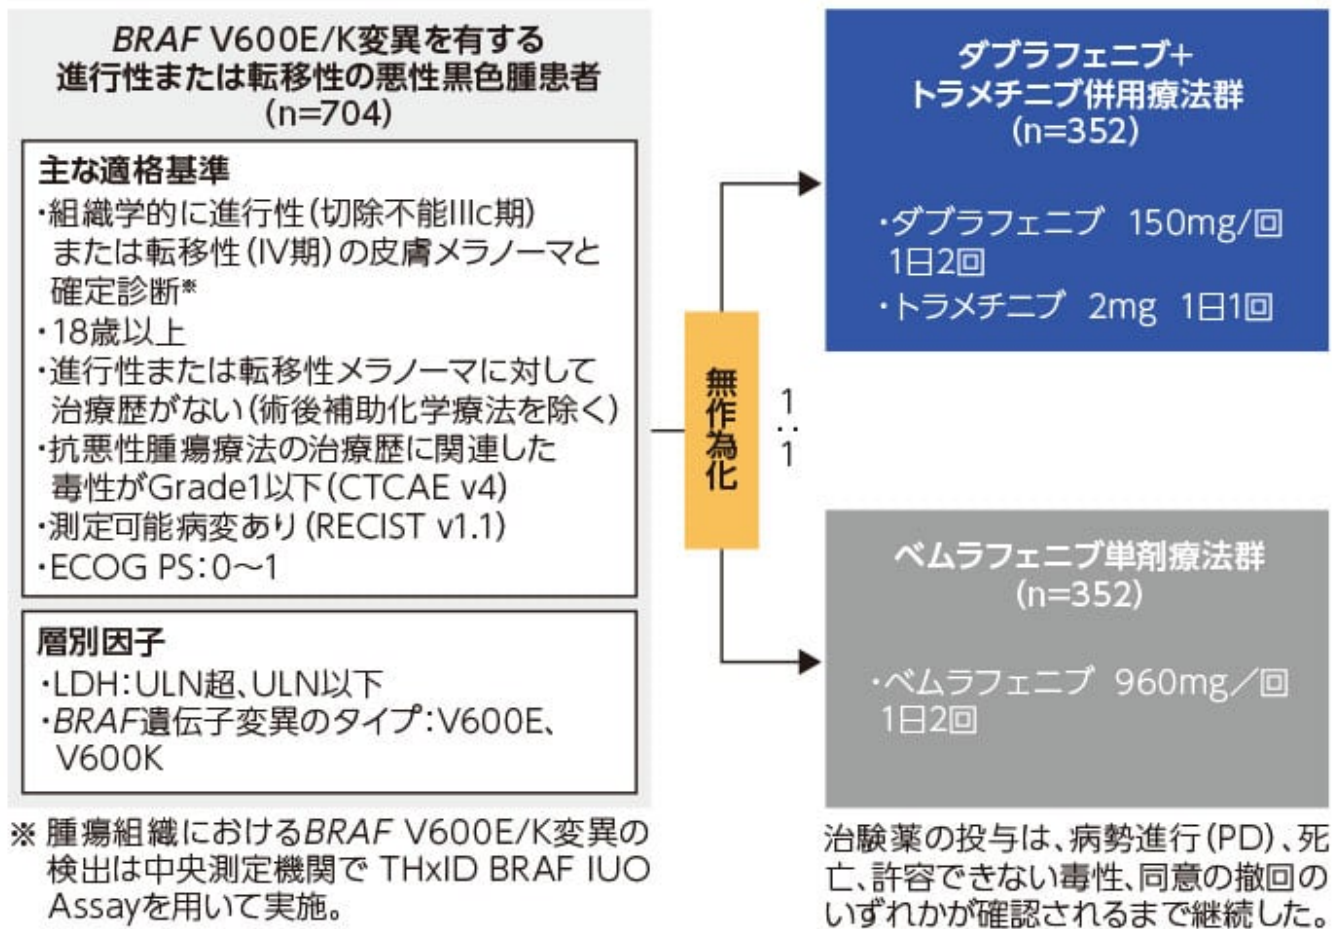 BRAF V600E/K変異を有する
進行性または転移性の悪性黒色腫患者
(n=704)
主な適格基準
・組織学的に進行性(切除不能IIIc期)
または転移性(IV期)の皮膚メラノーマと
確定診断※
・18歳以上
・進行性または転移性メラノーマに対して
治療歴がない(術後補助化学療法を除く)
・抗悪性腫瘍療法の治療歴に関連した
毒性がGrade1以下(CTCAE v4)
・測定可能病変あり(RECIST v1.1)
・ECOG PS:0〜1
層別因子
・LDH:ULN超、ULN以下
・BRAF遺伝子変異のタイプ:V600E、
V600K
※ 腫瘍組織におけるBRAF V600E/K変異の
検出は中央測定機関で THxID BRAF IUO
Assayを用いて実施。
無作為化
1:1
ダブラフェニブ+
トラメチニブ併用療法群
(n=352)
・ダブラフェニブ 150mg/回
1日2回
・トラメチニブ 2mg 1日1回
ベムラフェニブ単剤療法群
(n=352)
・ベムラフェニブ 960mg/回
1日2回
治験薬の投与は、病勢進行(PD)、死
亡、許容できない毒性、同意の撤回の
いずれかが確認されるまで継続した。